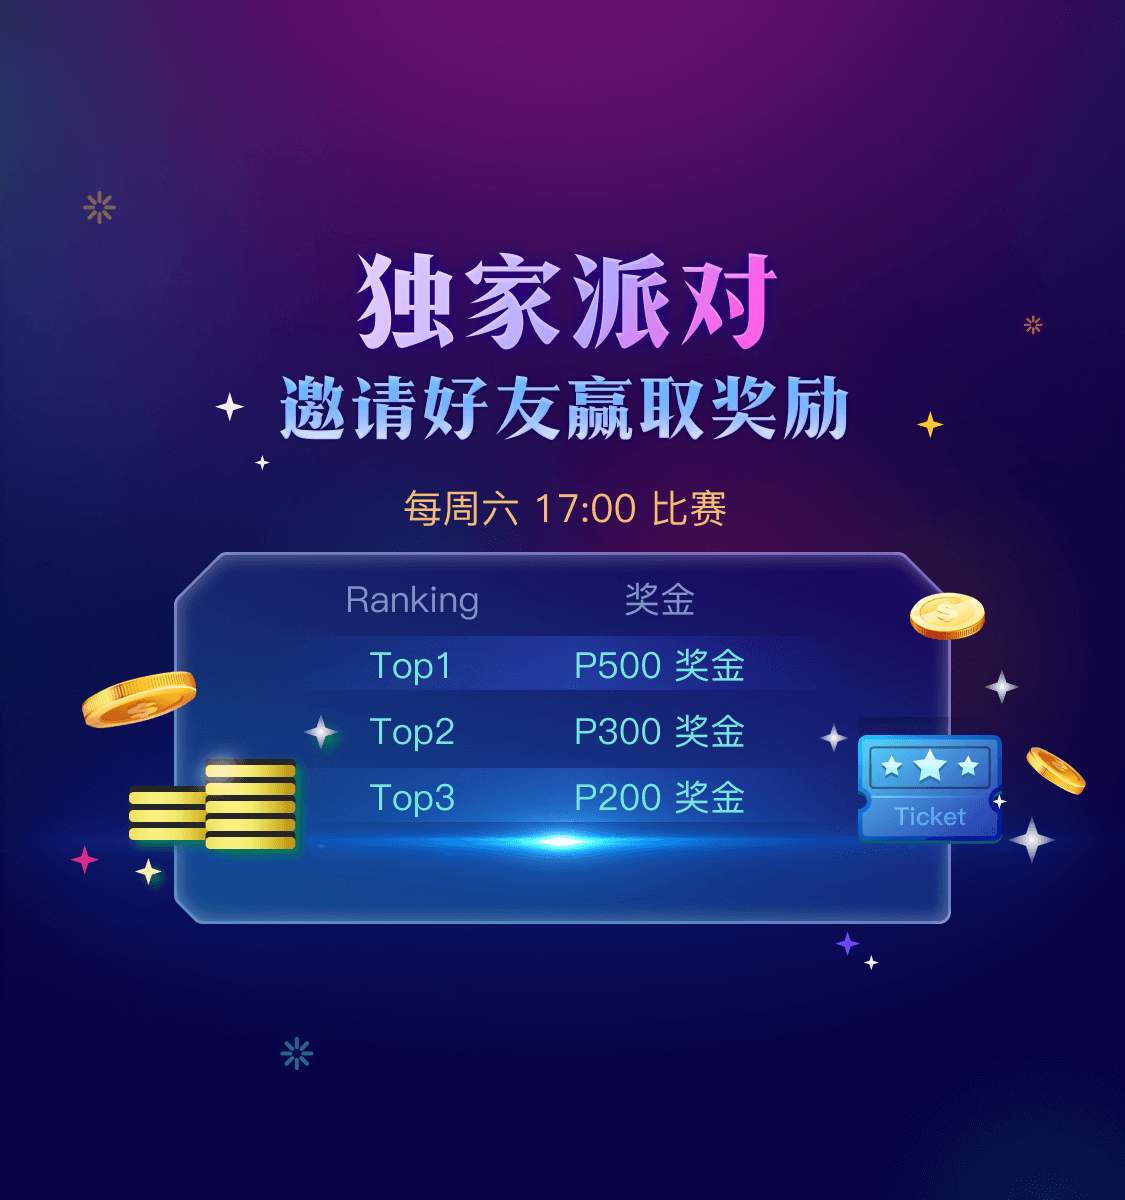 独家派对
邀请好友赢取奖励
每周六 17:00 比赛
Ranking 奖金
Top1 P500 奖金
Top2 P300 奖金
Top3 P200 奖金
Ticket